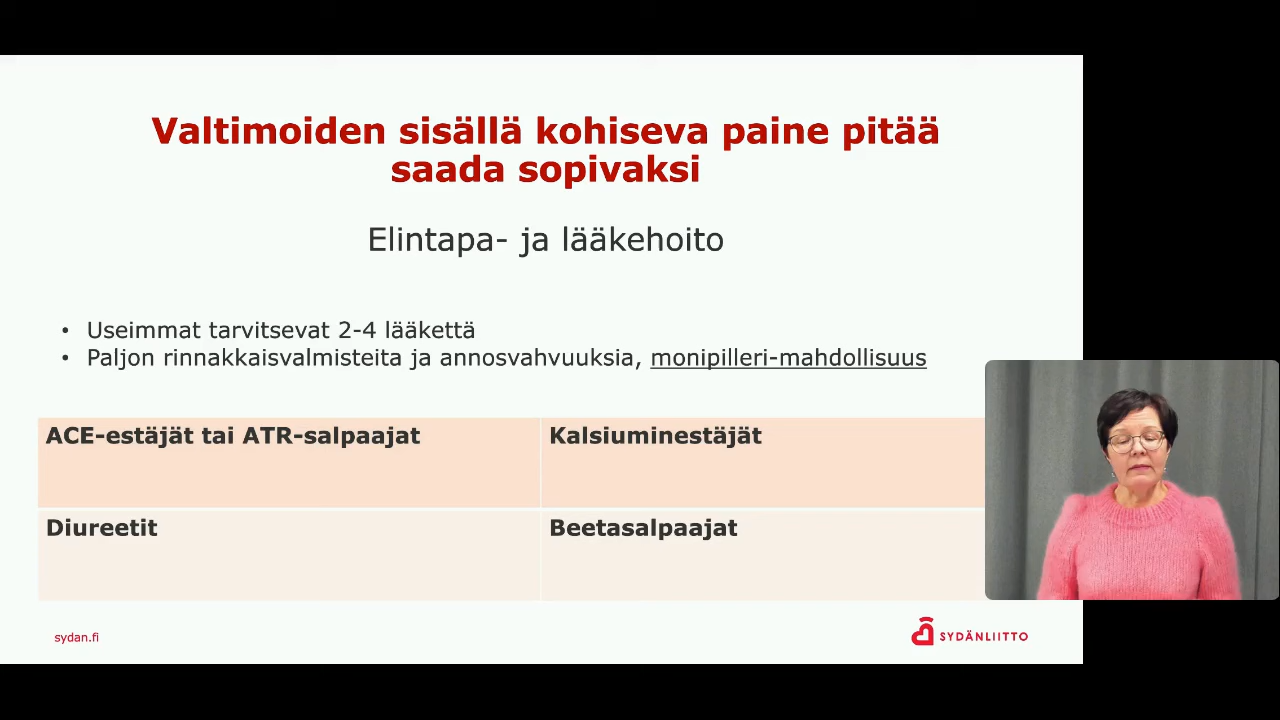 Valtimoiden sisällä kohiseva paine pitää
saada sopivaksi
Elintapa- ja lääkehoito
• Useimmat tarvitsevat 2-4 lääkettä
• Paljon rinnakkaisvalmisteita ja annosvahvuuksia, monipilleri-mahdollisuus
ACE-estäjät tai ATR-salpaajat
Kalsiuminestäjät
Diureetit
Beetasalpaajat
sydan.fi
SYDÄNLIITTO